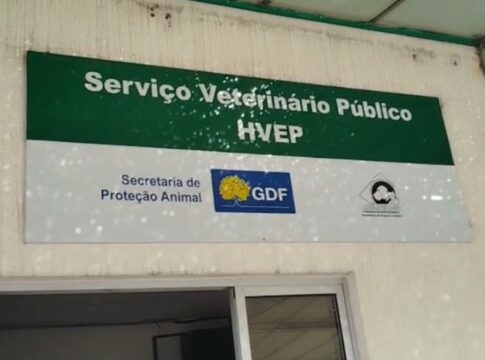 Serviço Veterinário Público
HVEP
Secretaria de
Proteção Animal
GDF